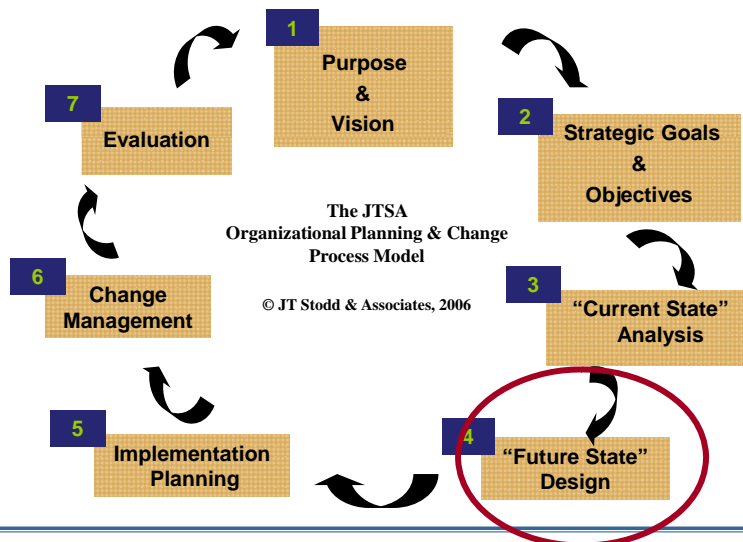 1
Purpose
&
Vision
2
Strategic Goals
&
Objectives
3
“Current State”
Analysis
4
“Future State”
Design
5
Implementation
Planning
6
Change
Management
7
Evaluation
The JTSA
Organizational Planning & Change
Process Model
© JT Stodd & Associates, 2006